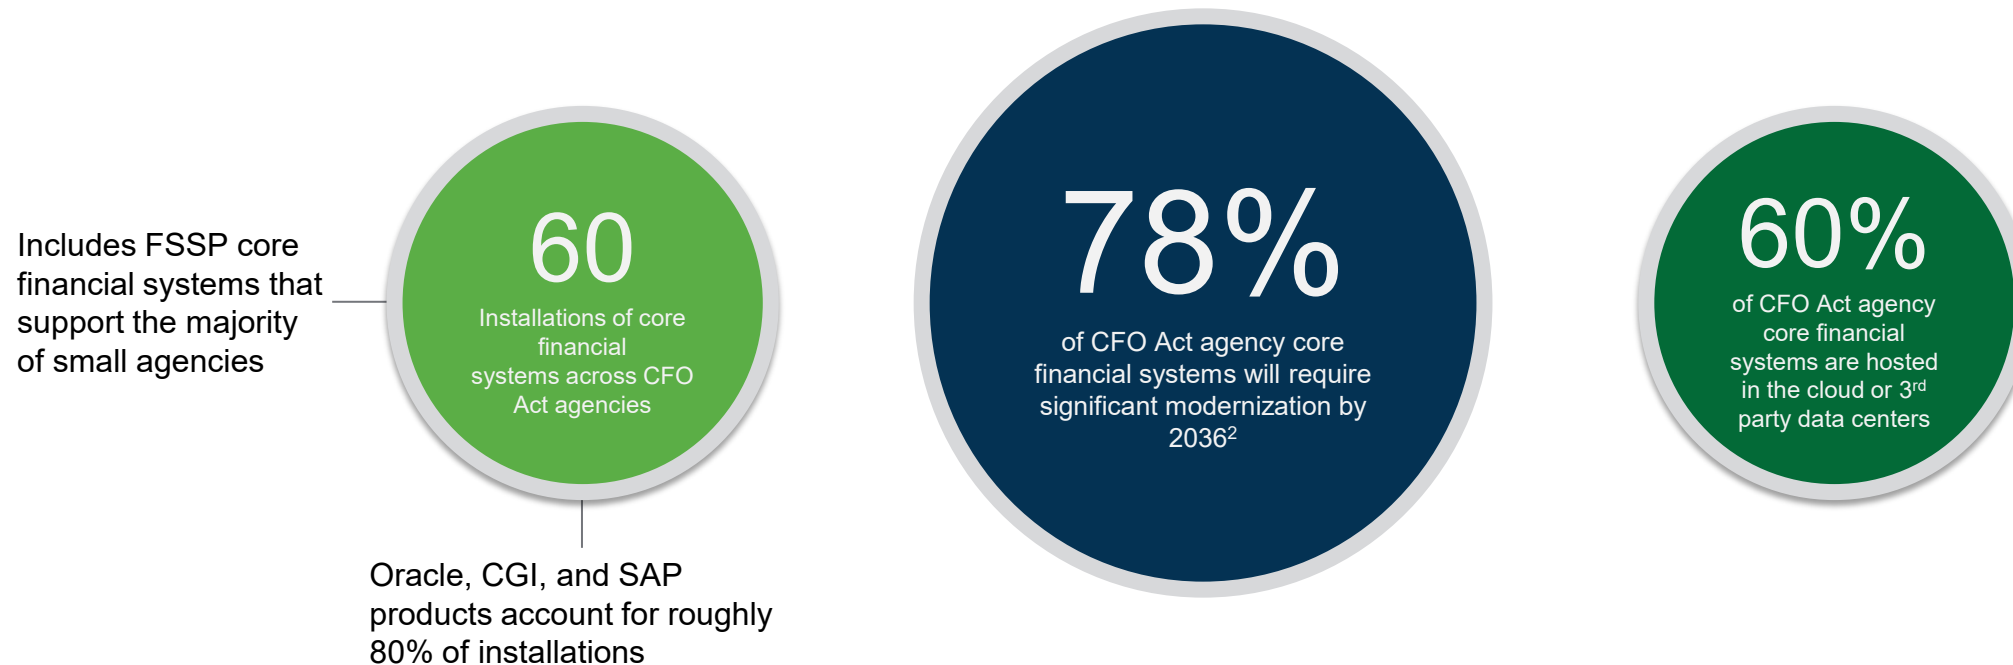 Includes FSSP core
financial systems that
support the majority
of small agencies
60
Installations of core
financial
systems across CFO
Act agencies
Oracle, CGI, and SAP
products account for roughly
80% of installations
78%
of CFO Act agency core
financial systems will require
significant modernization by
2036²
60%
of CFO Act agency
core financial
systems are hosted
in the cloud or 3rd
party data centers